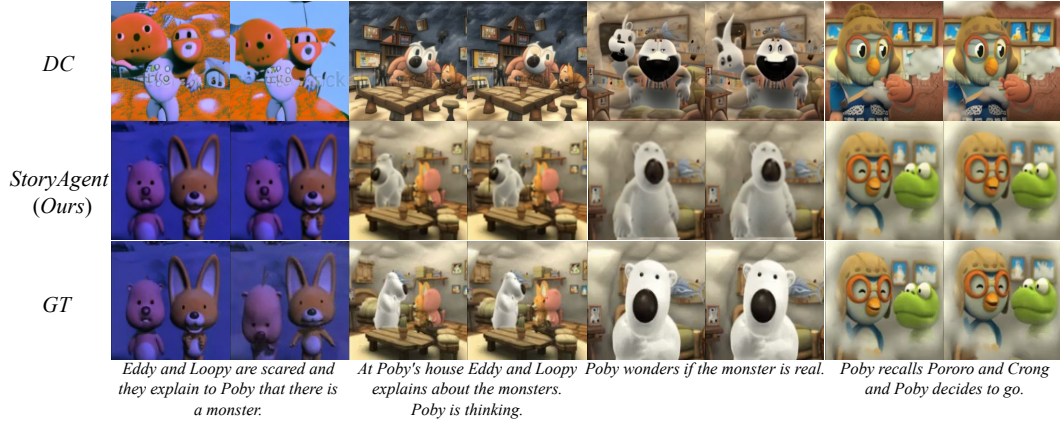 DC
StoryAgent
(Ours)
GT
Eddy and Loopy are scared and
they explain to Poby that there is
a monster.
At Poby's house Eddy and Loopy
explains about the monsters.
Poby is thinking.
Poby wonders if the monster is real.
Poby recalls Pororo and Crong
and Poby decides to go.